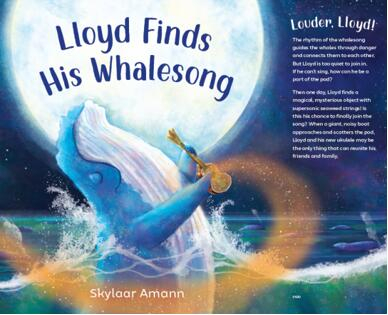 Lloyd Finds
His Whalesong
Skylaar Amann
Louder, Lloyd!
The rhythm of the whalesong
guides the whales through danger
and connects them to each other.
But Lloyd is too quiet to join in.
If he can't sing, how can he be a
part of the pod?
Then one day, Lloyd finds a
magical, mysterious object with
supersonic seaweed strings! Is
this his chance to finally join the
song? When a giant, noisy boat
approaches and scatters the pod,
Lloyd and his new ukulele may be
the only thing that can reunite his
friends and family.